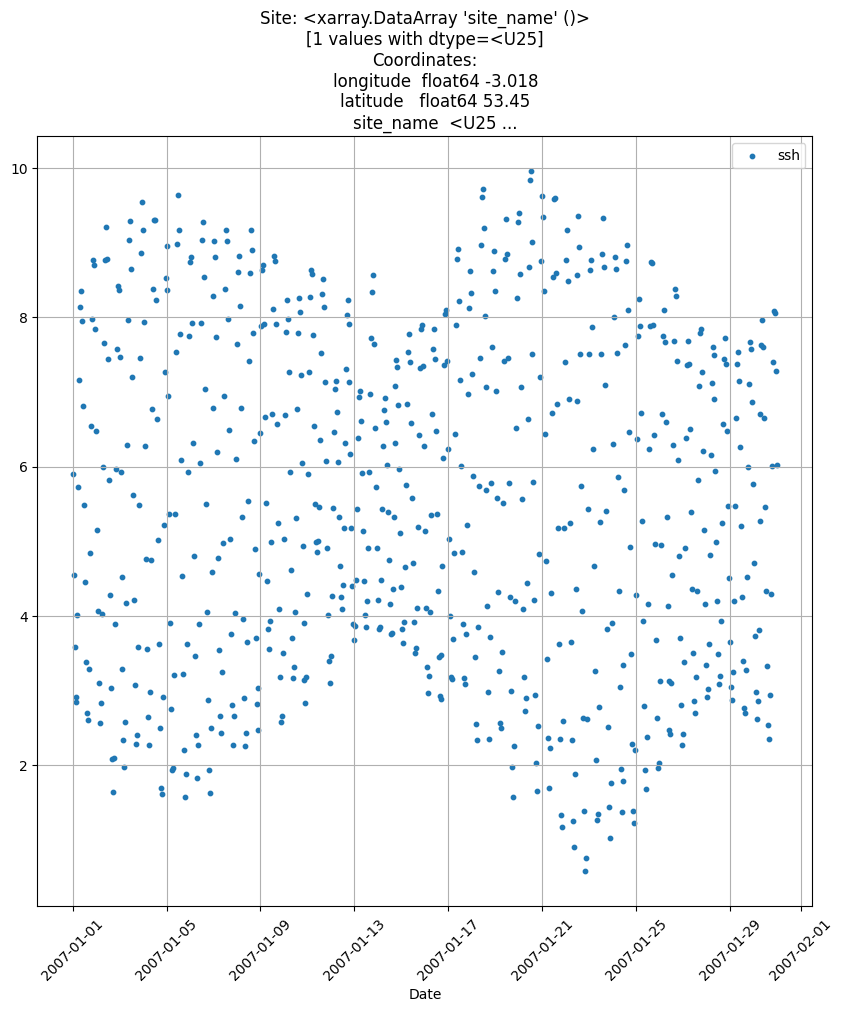 Site: <xarray.DataArray 'site_name' ()>
[1 values with dtype=<U25]
Coordinates:
longitude  float64 -3.018
latitude   float64 53.45
site_name  <U25 ...
ssh
10
8
6
4
2
2007-01-01
2007-01-05
2007-01-09
2007-01-13
2007-01-17
2007-01-21
2007-01-25
2007-01-29
2007-02-01
Date